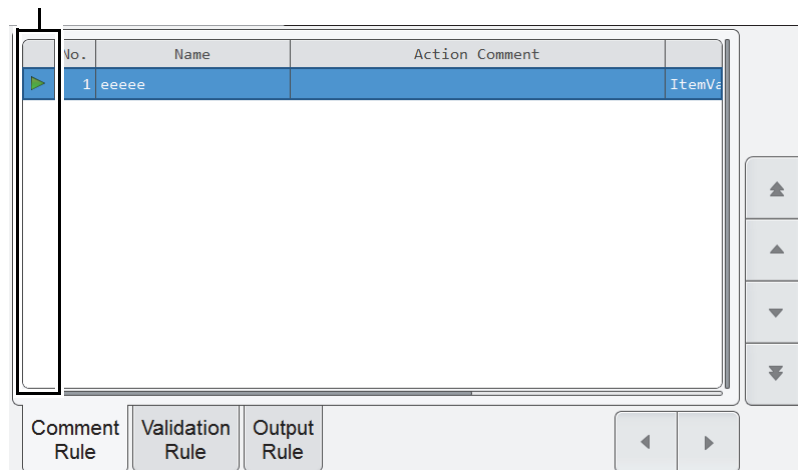 No. Name Action Comment
1 eeeee ItemVa
Comment Validation Output
Rule Rule Rule